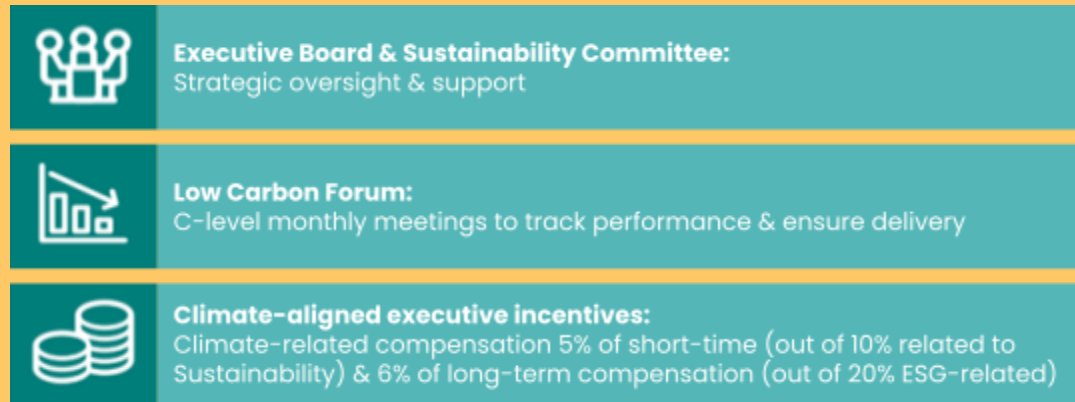 Executive Board & Sustainability Committee:
Strategic oversight & support
Low Carbon Forum:
C-level monthly meetings to track performance & ensure delivery
Climate-aligned executive incentives:
Climate-related compensation 5% of short-time (out of 10% related to
Sustainability) & 6% of long-term compensation (out of 20% ESG-related)